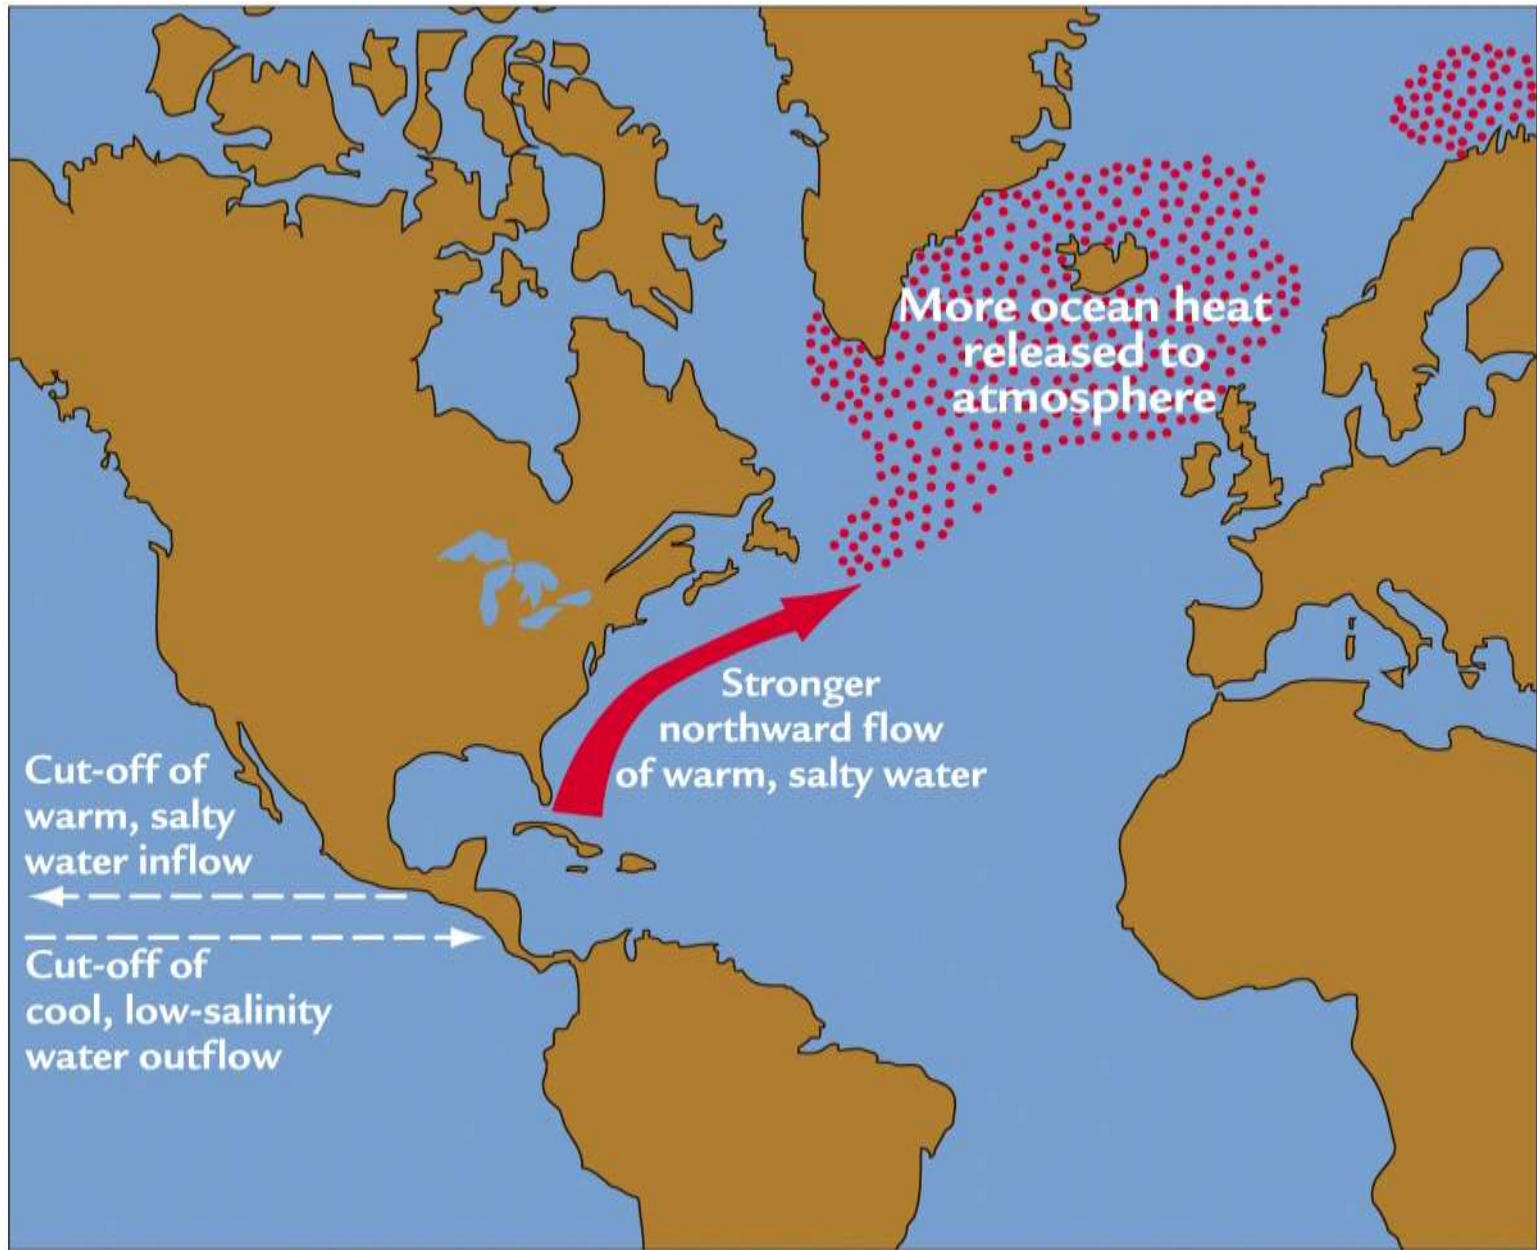 More ocean heat
released to
atmosphere
Stronger
northward flow
of warm, salty water
Cut-off of
warm, salty
water inflow
Cut-off of
cool, low-salinity
water outflow